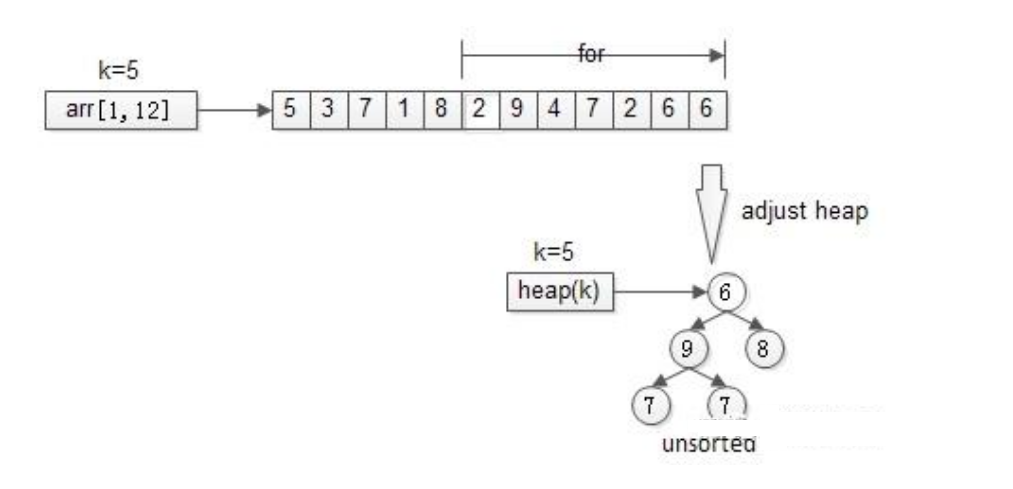 for
k=5
arr[1, 12]
5 3 7 1 8 2 9 4 7 2 6 6
adjust heap
k=5
heap(k)
6
9 8
7 7
unsorted